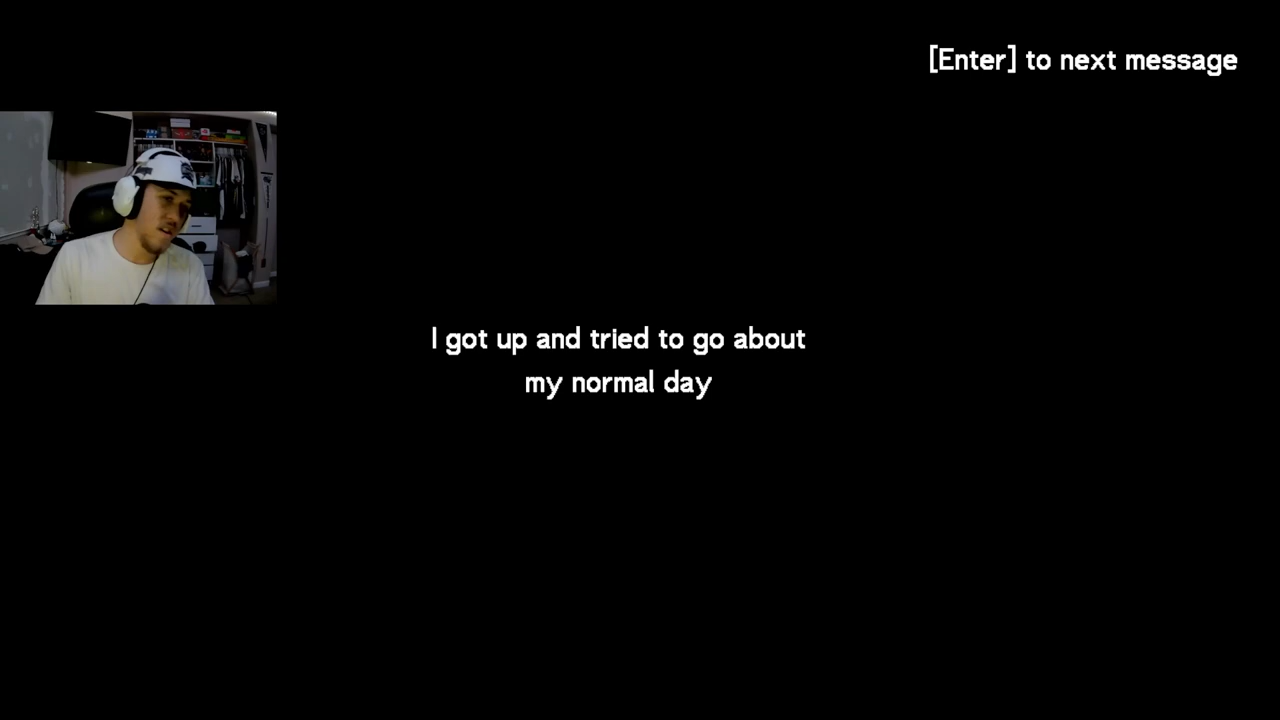 [Enter] to next message
I got up and tried to go about
my normal day